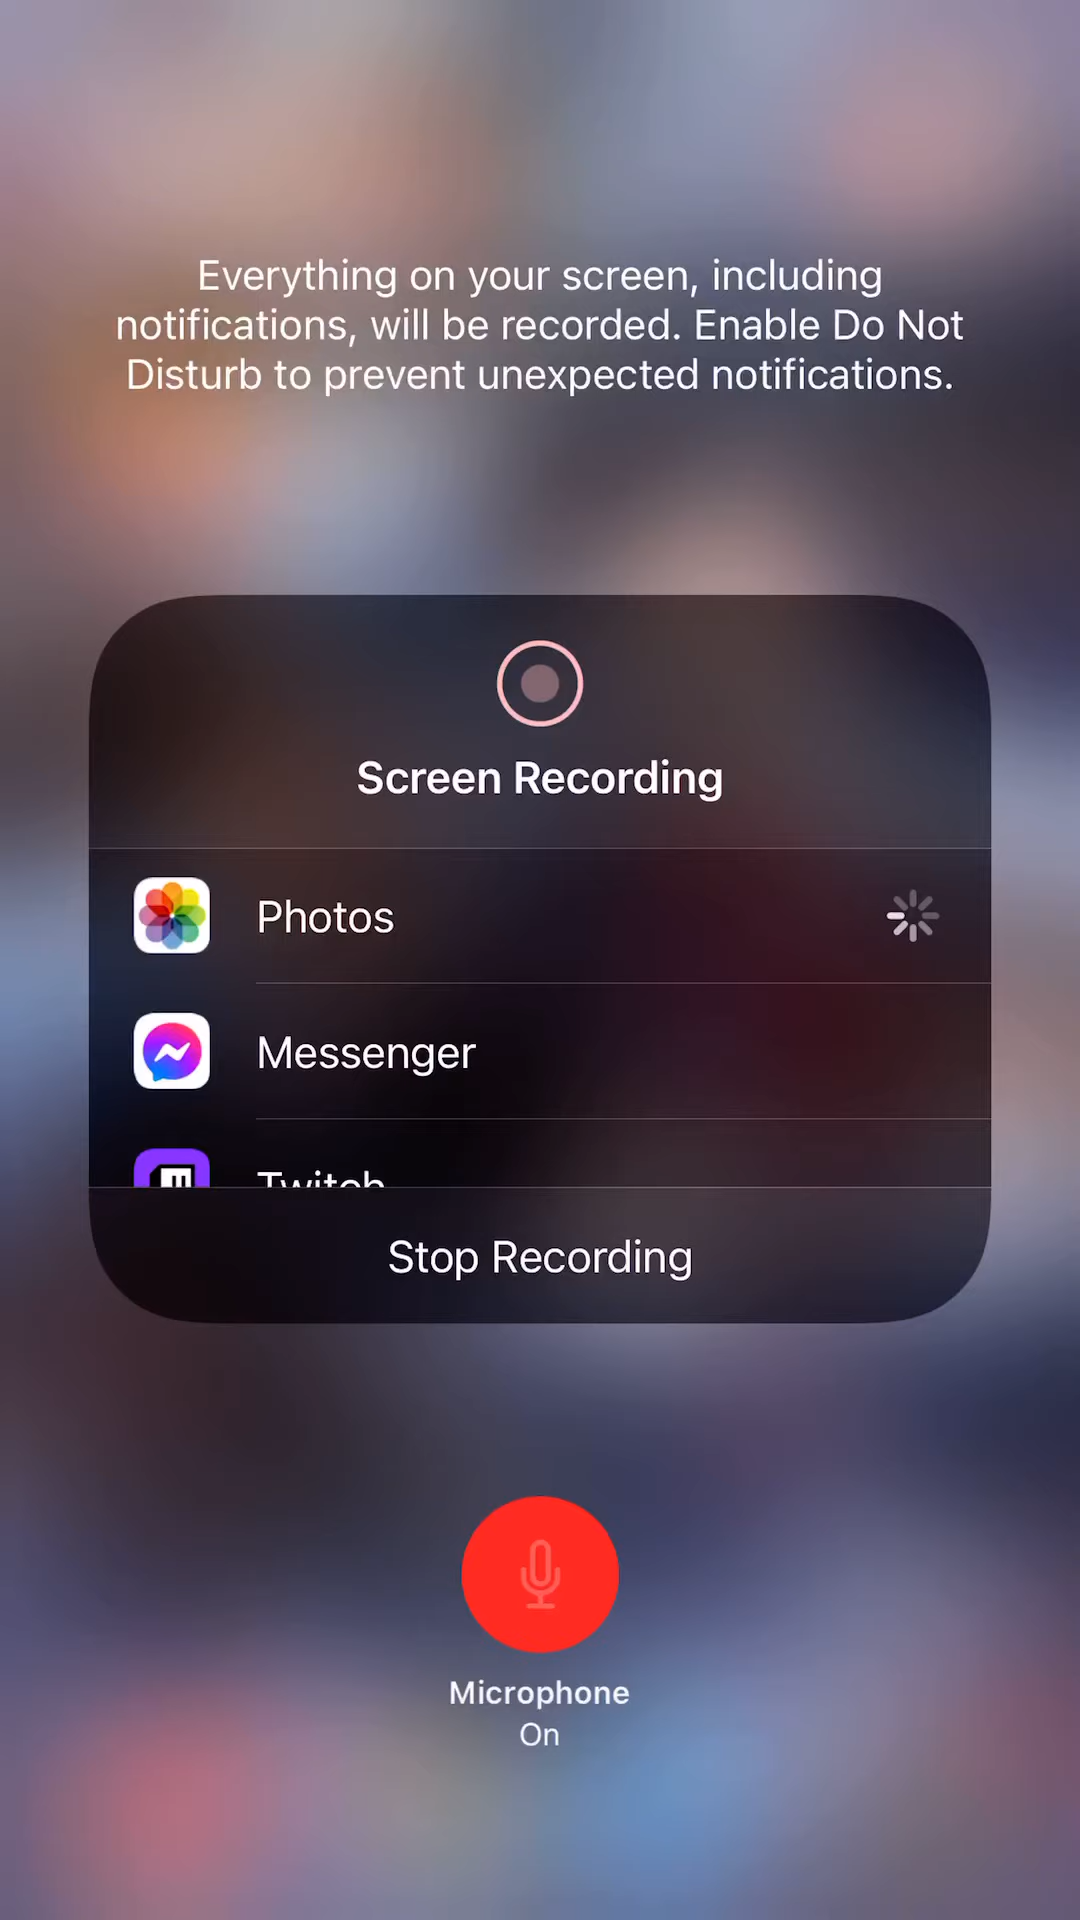 Everything on your screen, including
notifications, will be recorded. Enable Do Not
Disturb to prevent unexpected notifications.
Screen Recording
Photos
Messenger
Twitch
Stop Recording
Microphone
On